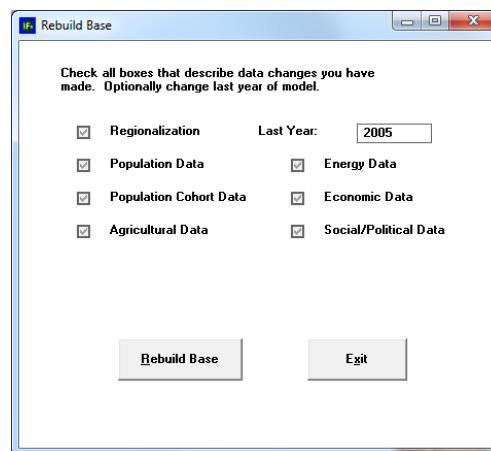 IFs Rebuild Base
Check all boxes that describe data changes you have
made. Optionally change last year of model.
Regionalization Last Year: 2005
Population Data Energy Data
Population Cohort Data Economic Data
Agricultural Data Social/Political Data
Rebuild Base Exit